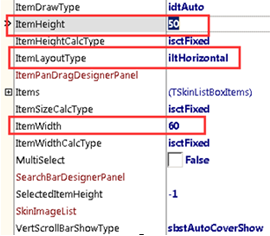 ItemDrawType idtAuto
ItemHeight 50
ItemHeightCalcType isctFixed
ItemLayoutType iltHorizontal
ItemPanDragDesignerPanel
Items (TSkinListBoxItems)
ItemSizeCalcType isctFixed
ItemWidth 60
ItemWidthCalcType isctFixed
MultiSelect False
SearchBarDesignerPanel
SelectedItemHeight -1
SkinImageList
VertScrollBarShowType sbstAutoCoverShow